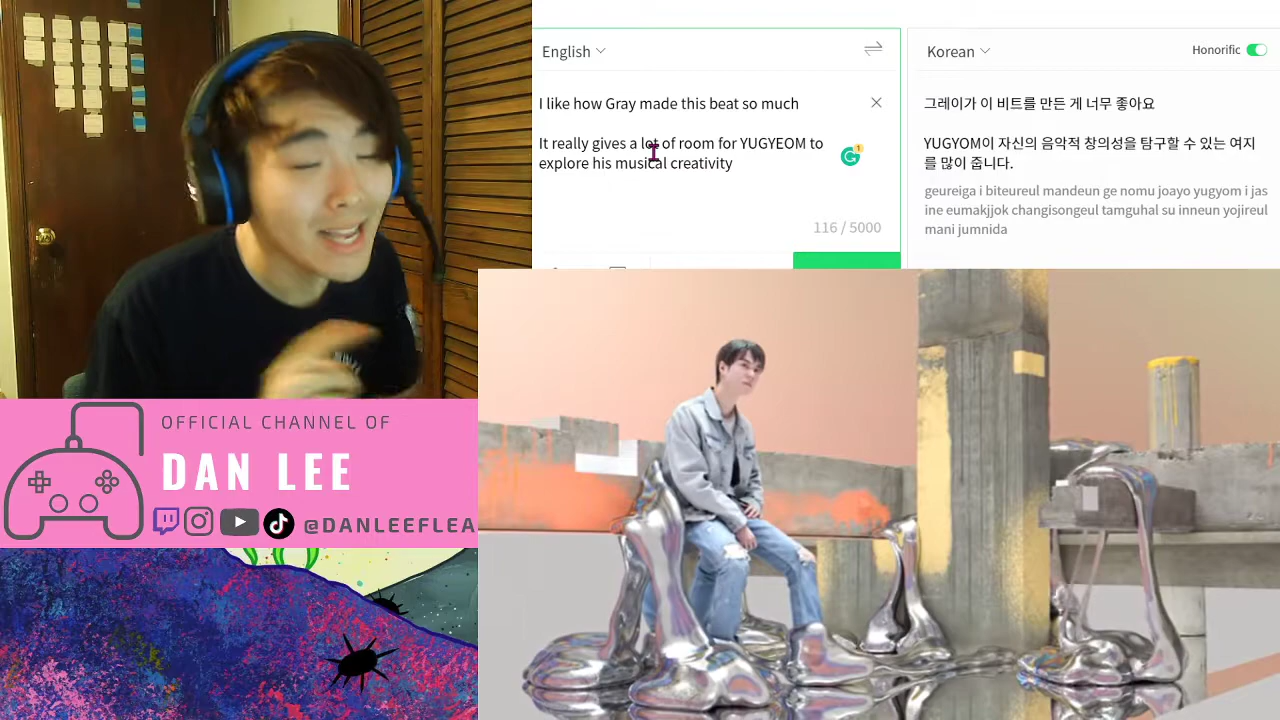 English
Korean
Honorific
I like how Gray made this beat so much
It really gives a lot of room for YUGYEOM to
explore his musical creativity
1
116 / 5000
그레이가 이 비트를 만든 게 너무 좋아요
YUGYOM이 자신의 음악적 창의성을 탐구할 수 있는 여지
를 많이 줍니다.
geureiga i biteureul mandeun ge nomu joayo yugyom i jas
ine eumakjjok changisongeul tamguhal su inneun yojireul
mani jumnida
OFFICIAL CHANNEL OF
DAN LEE
@DANLEEFLEA